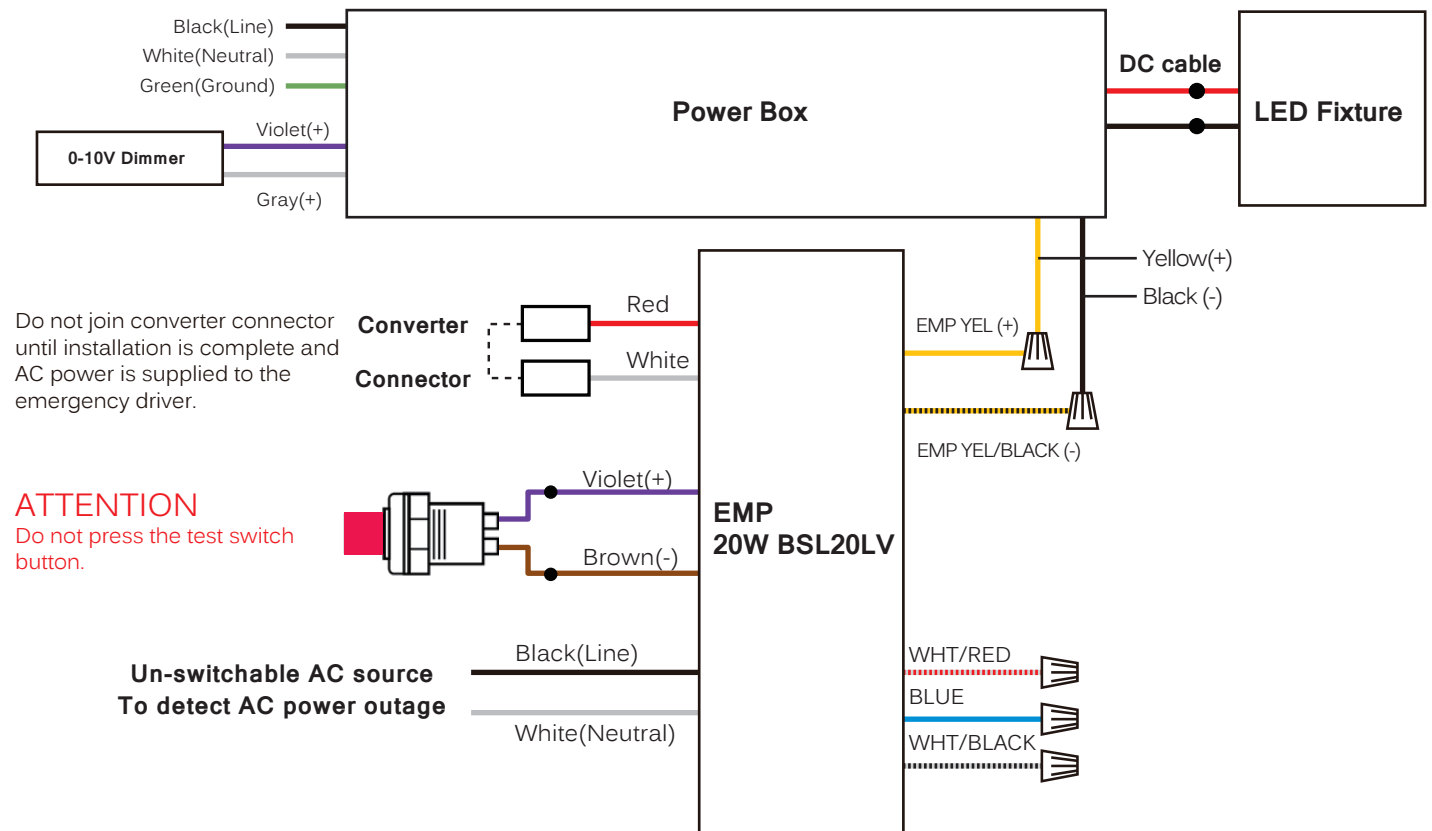 Black(Line)
White(Neutral)
Green(Ground)
Violet(+)
0-10V Dimmer
Gray(+)
Power Box
DC cable
LED Fixture
Yellow(+)
Black (-)
EMP YEL (+)
EMP YEL/BLACK (-)
Do not join converter connector
until installation is complete and
AC power is supplied to the
emergency driver.
Converter
Connector
Red
White
ATTENTION
Do not press the test switch
button.
Violet(+)
Brown(-)
EMP
20W BSL20LV
Un-switchable AC source
To detect AC power outage
Black(Line)
White(Neutral)
WHT/RED
BLUE
WHT/BLACK